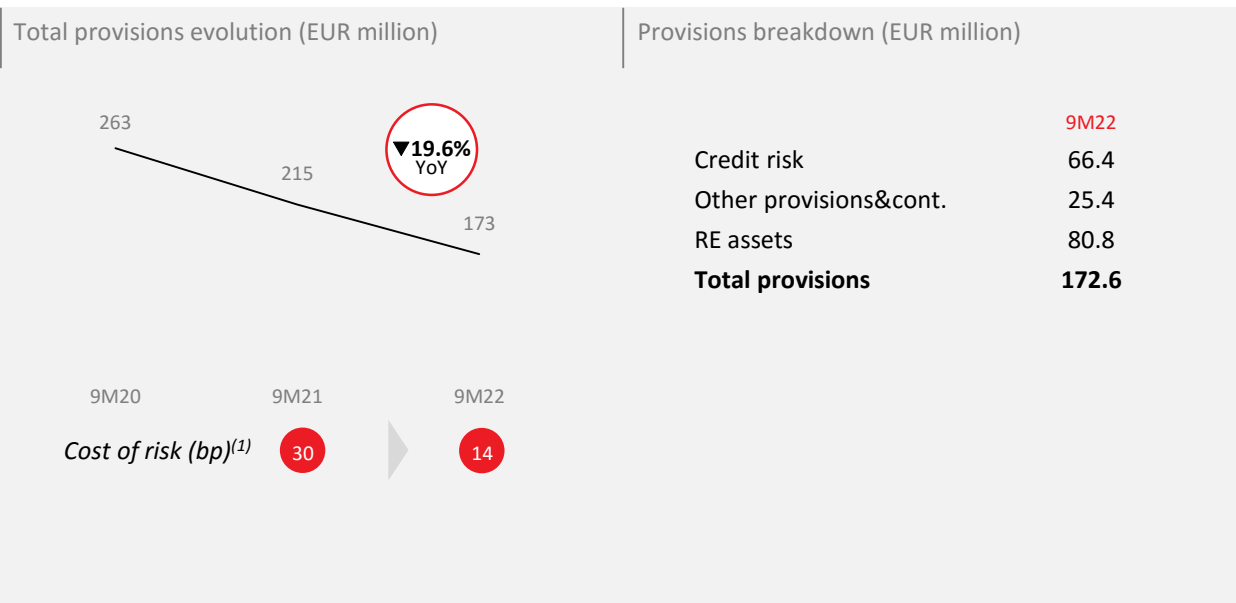 Total provisions evolution (EUR million)
263
215
173
▼19.6%
YoY
9M20 9M21 9M22
Cost of risk (bp)(1) 30 14
Provisions breakdown (EUR million)
9M22
Credit risk 66.4
Other provisions&cont. 25.4
RE assets 80.8
Total provisions 172.6